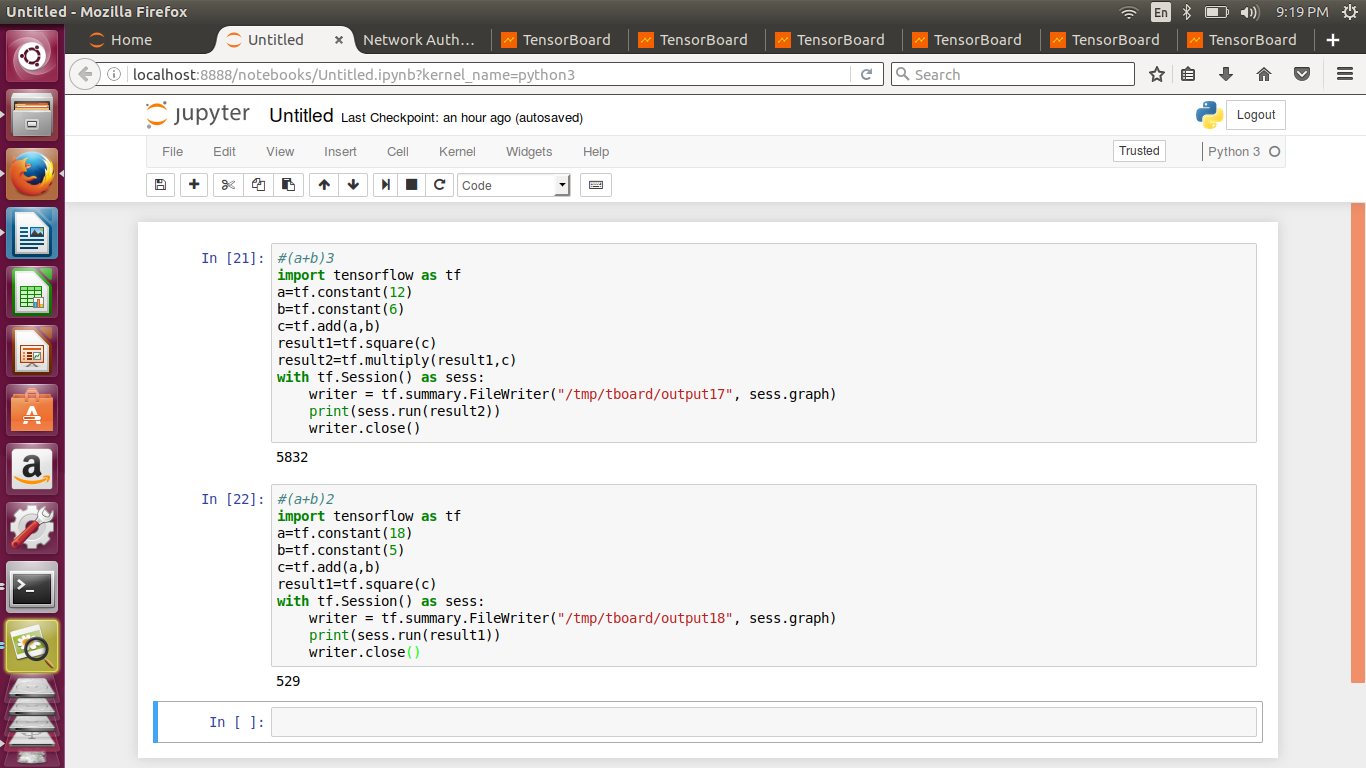 Untitled - Mozilla Firefox
En
9:19 PM
Home
Untitled
Network Auth...
TensorBoard
TensorBoard
TensorBoard
TensorBoard
TensorBoard
TensorBoard
localhost:8888/notebooks/Untitled.ipynb?kernel_name=python3
Search
jupyter Untitled Last Checkpoint: an hour ago (autosaved)
Logout
File Edit View Insert Cell Kernel Widgets Help
Trusted
Python 3
Code
In [21]:
#(a+b)3
import tensorflow as tf
a=tf.constant(12)
b=tf.constant(6)
c=tf.add(a,b)
result1=tf.square(c)
result2=tf.multiply(result1,c)
with tf.Session() as sess:
    writer = tf.summary.FileWriter("/tmp/tboard/output17", sess.graph)
    print(sess.run(result2))
    writer.close()
5832
In [22]:
#(a+b)2
import tensorflow as tf
a=tf.constant(18)
b=tf.constant(5)
c=tf.add(a,b)
result1=tf.square(c)
with tf.Session() as sess:
    writer = tf.summary.FileWriter("/tmp/tboard/output18", sess.graph)
    print(sess.run(result1))
    writer.close()
529
In [ ]: